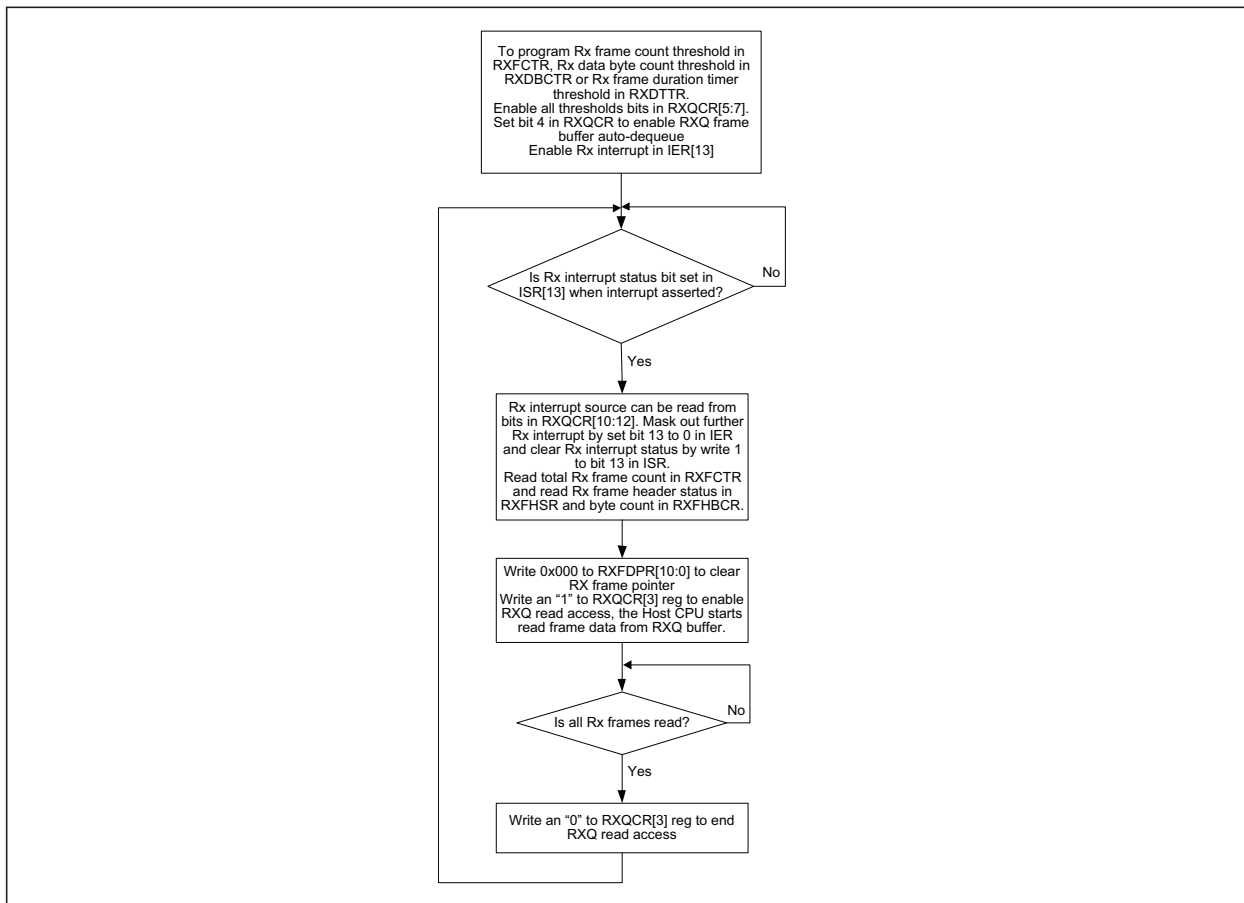 To program Rx frame count threshold in
RXFCTR, Rx data byte count threshold in
RXDBCTR or Rx frame duration timer
threshold in RXDTTR.
Enable all thresholds bits in RXQCR[5:7].
Set bit 4 in RXQCR to enable RXQ frame
buffer auto-dequeue
Enable Rx interrupt in IER[13]
No
Is Rx interrupt status bit set in
ISR[13] when interrupt asserted?
Yes
Rx interrupt source can be read from
bits in RXQCR[10:12]. Mask out further
Rx interrupt by set bit 13 to 0 in IER
and clear Rx interrupt status by write 1
to bit 13 in ISR.
Read total Rx frame count in RXFCTR
and read Rx frame header status in
RXFHSR and byte count in RXFHBCR.
Write 0x000 to RXFDPR[10:0] to clear
RX frame pointer
Write an “1” to RXQCR[3] reg to enable
RXQ read access, the Host CPU starts
read frame data from RXQ buffer.
No
Is all Rx frames read?
Yes
Write an “0” to RXQCR[3] reg to end
RXQ read access